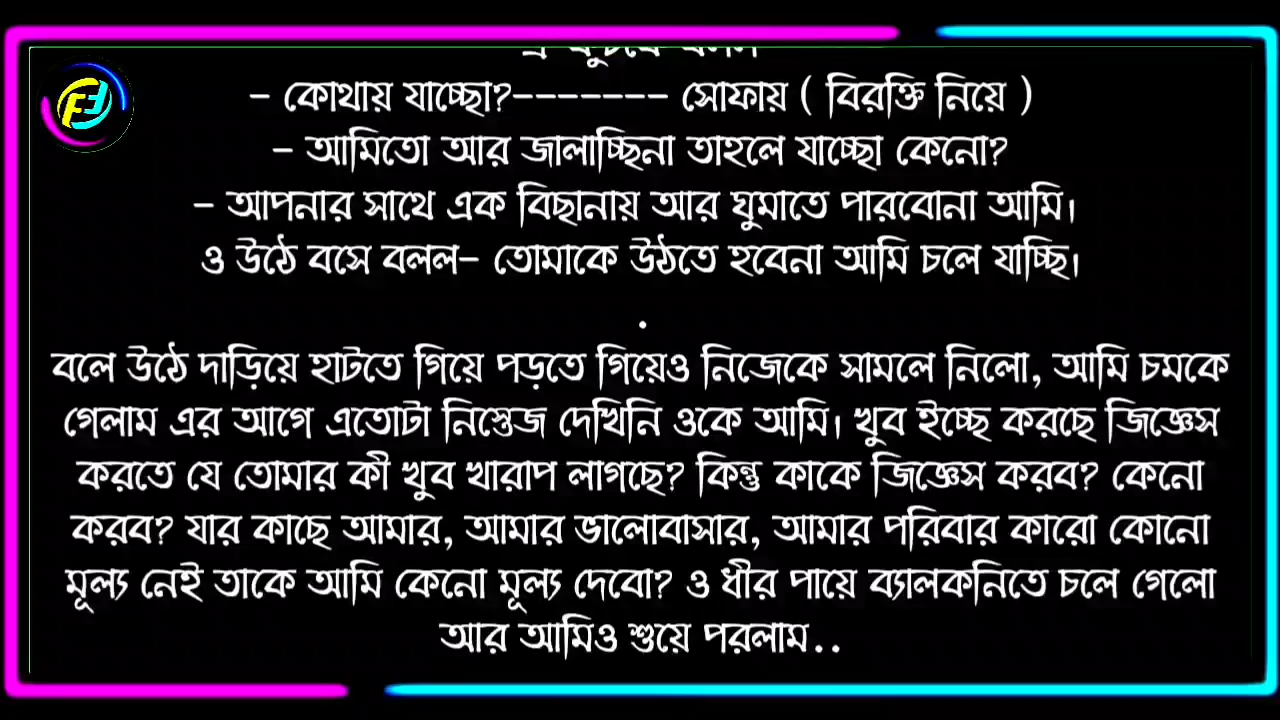 - কোথায় যাচ্ছো?------- সোফায় ( বিরক্তি নিয়ে )
- আমিতো আর জালাচ্ছিনা তাহলে যাচ্ছো কেনো?
- আপনার সাথে এক বিছানায় আর ঘুমাতে পারবোনা আমি।
ও উঠে বসে বলল- তোমাকে উঠতে হবেনা আমি চলে যাচ্ছি।
.
বলে উঠে দাড়িয়ে হাটতে গিয়ে পড়তে গিয়েও নিজেকে সামলে নিলো, আমি চমকে
গেলাম এর আগে এতোটা নিস্তেজ দেখিনি ওকে আমি। খুব ইচ্ছে করছে জিজ্ঞেস
করতে যে তোমার কী খুব খারাপ লাগছে? কিন্তু কাকে জিজ্ঞেস করব? কেনো
করব? যার কাছে আমার, আমার ভালোবাসার, আমার পরিবার কারো কোনো
মূল্য নেই তাকে আমি কেনো মূল্য দেবো? ও ধীর পায়ে ব্যালকনিতে চলে গেলো
আর আমিও শুয়ে পরলাম..